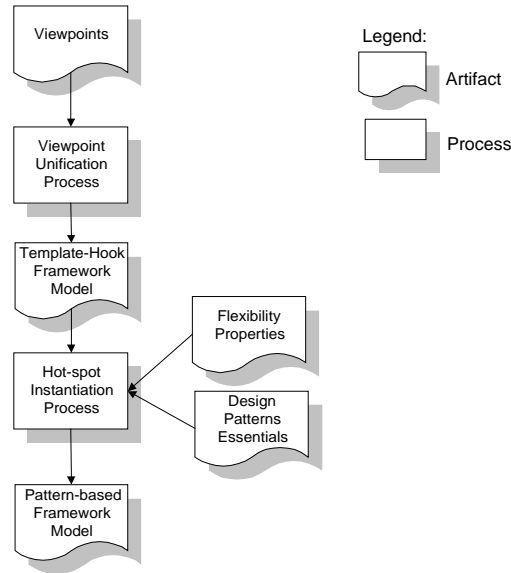 Viewpoints
Legend:
Artifact
Process
Viewpoint
Unification
Process
Template-Hook
Framework
Model
Flexibility
Properties
Hot-spot
Instantiation
Process
Design
Patterns
Essentials
Pattern-based
Framework
Model